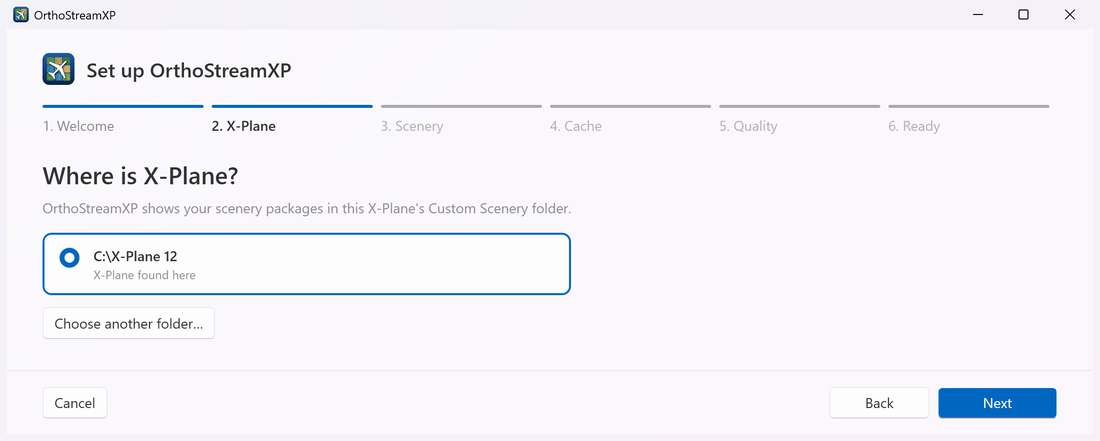 OrthoStreamXP
Set up OrthoStreamXP
1. Welcome
2. X-Plane
3. Scenery
4. Cache
5. Quality
6. Ready
Where is X-Plane?
OrthoStreamXP shows your scenery packages in this X-Plane's Custom Scenery folder.
C:\X-Plane 12
X-Plane found here
Choose another folder...
Cancel
Back
Next